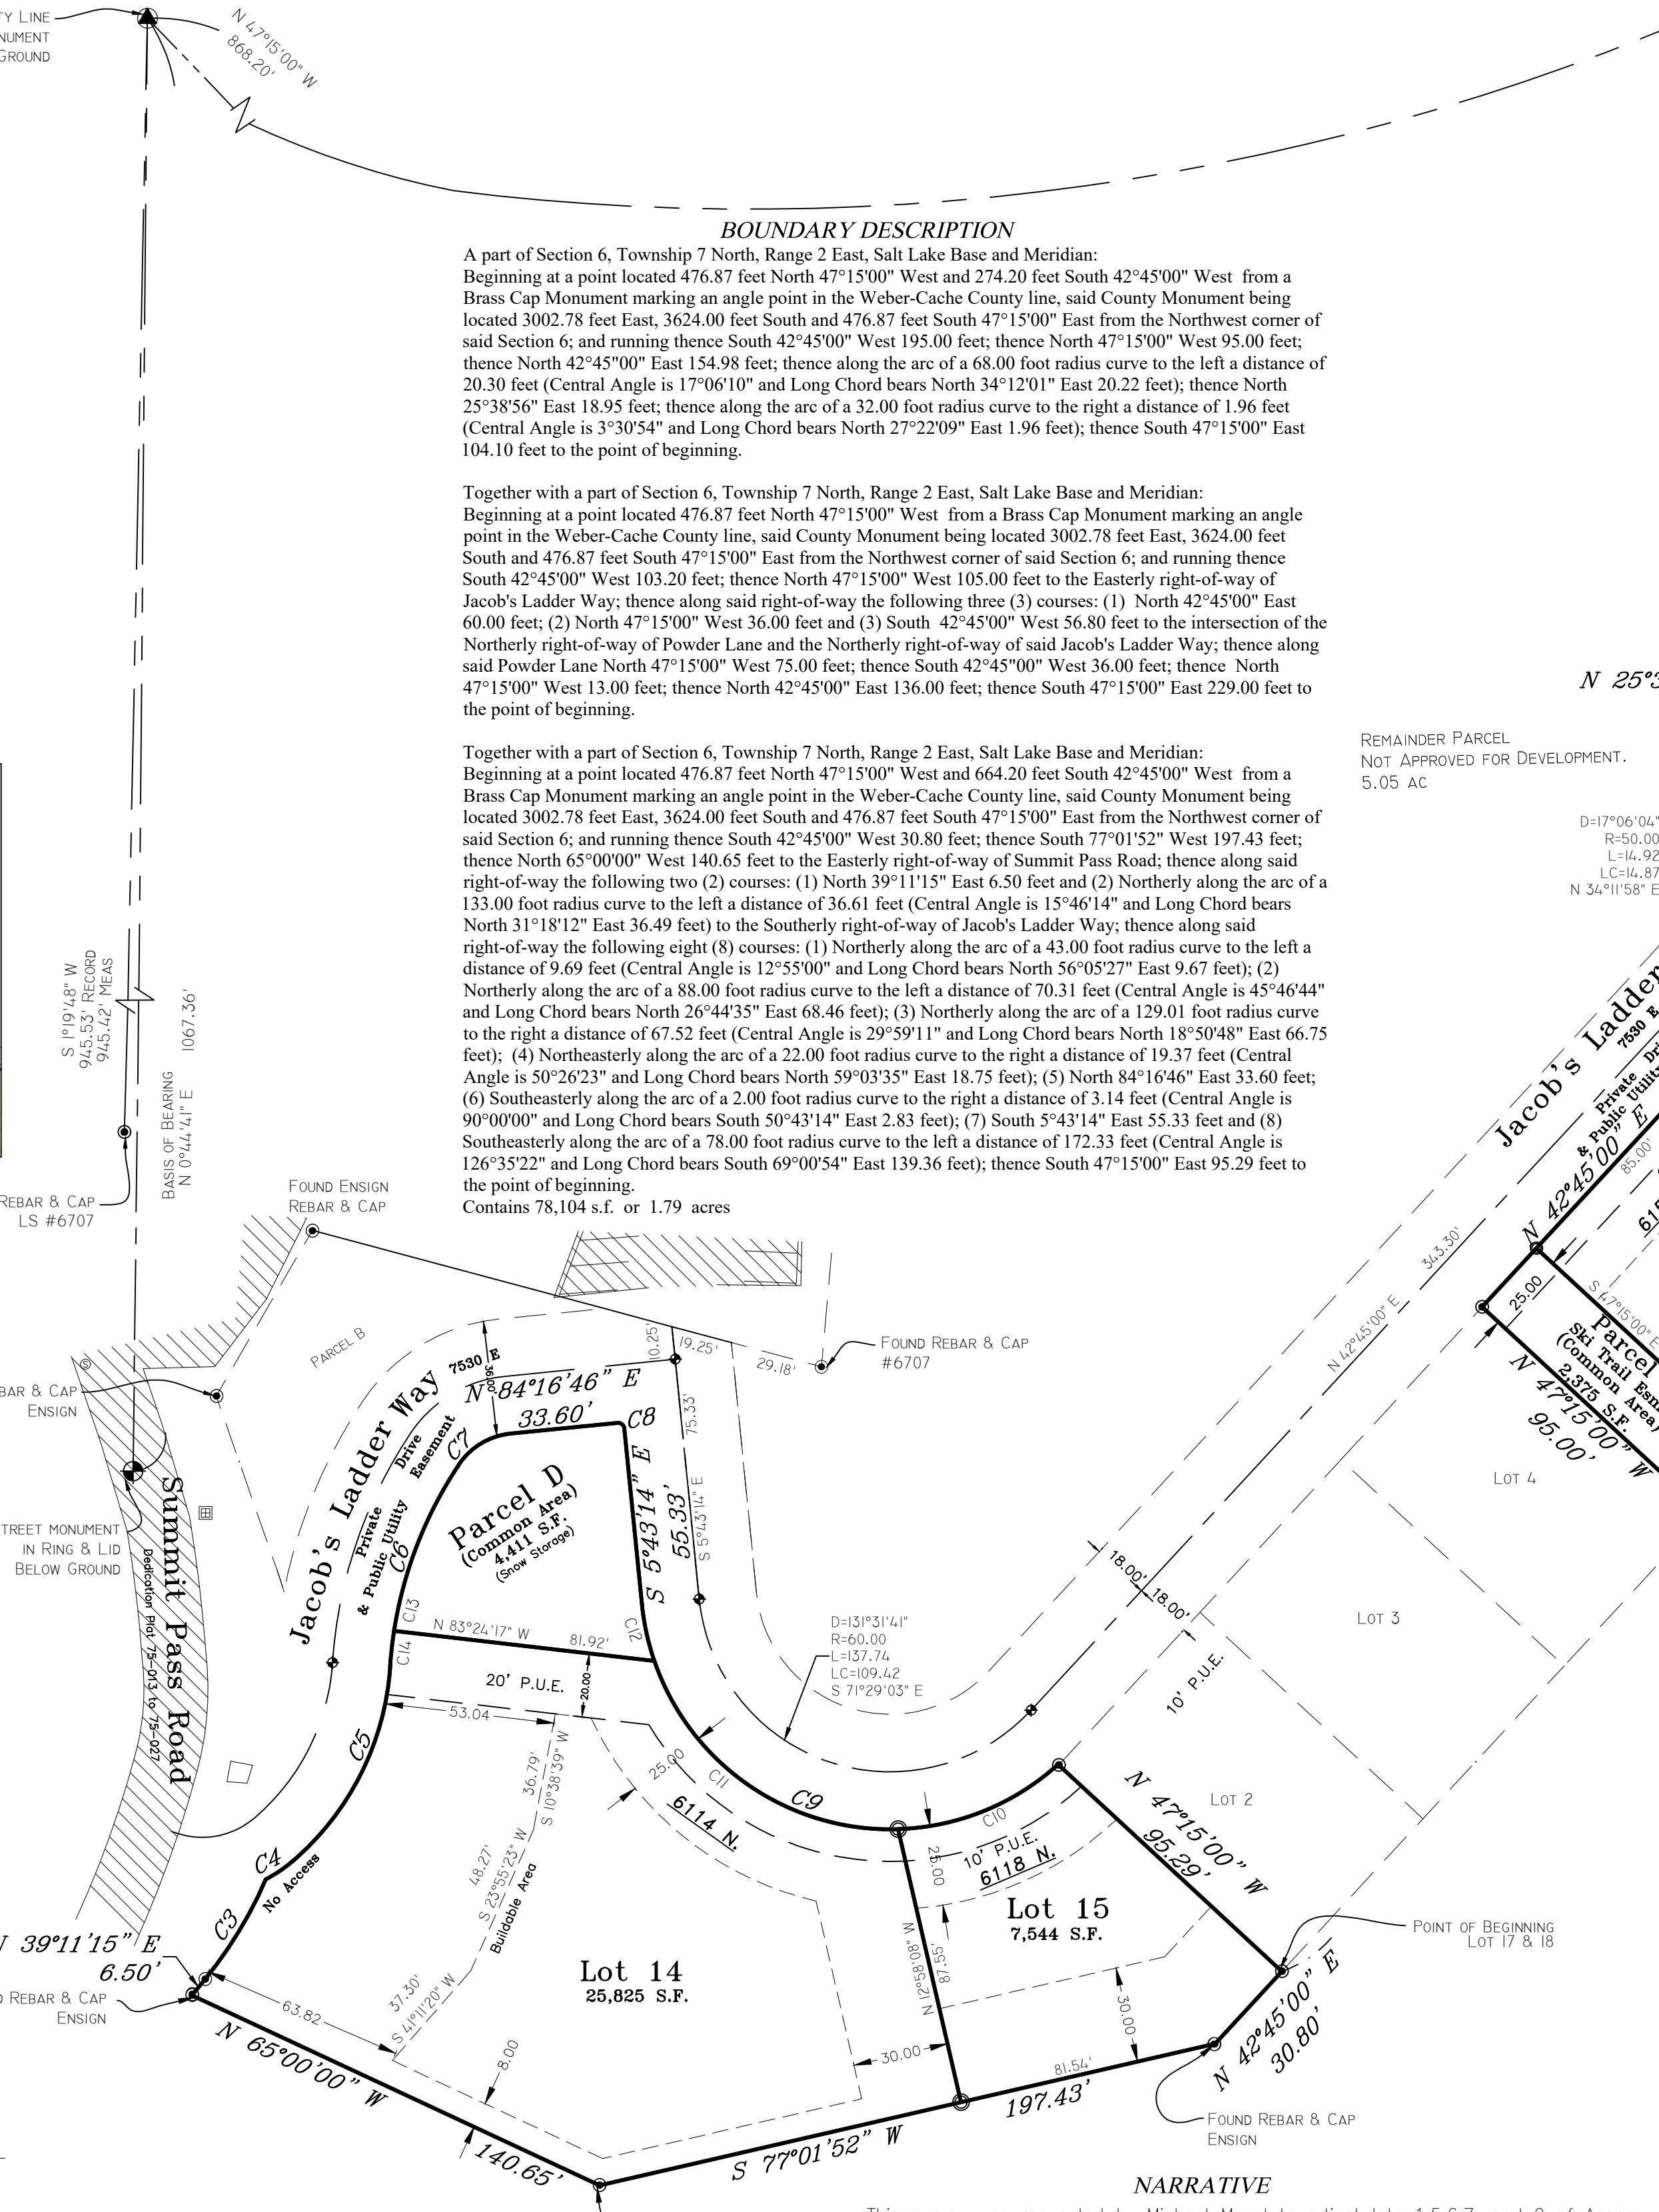 TY LINE
NUMENT
GROUND
N 47°15'00" W
868.20'
BOUNDARY DESCRIPTION
A part of Section 6, Township 7 North, Range 2 East, Salt Lake Base and Meridian:
Beginning at a point located 476.87 feet North 47°15'00" West and 274.20 feet South 42°45'00" West from a
Brass Cap Monument marking an angle point in the Weber-Cache County line, said County Monument being
located 3002.78 feet East, 3624.00 feet South and 476.87 feet South 47°15'00" East from the Northwest corner of
said Section 6; and running thence South 42°45'00" West 195.00 feet; thence North 47°15'00" West 95.00 feet;
thence North 42°45"00" East 154.98 feet; thence along the arc of a 68.00 foot radius curve to the left a distance of
20.30 feet (Central Angle is 17°06'10" and Long Chord bears North 34°12'01" East 20.22 feet); thence North
25°38'56" East 18.95 feet; thence along the arc of a 32.00 foot radius curve to the right a distance of 1.96 feet
(Central Angle is 3°30'54" and Long Chord bears North 27°22'09" East 1.96 feet); thence South 47°15'00" East
104.10 feet to the point of beginning.
Together with a part of Section 6, Township 7 North, Range 2 East, Salt Lake Base and Meridian:
Beginning at a point located 476.87 feet North 47°15'00" West from a Brass Cap Monument marking an angle
point in the Weber-Cache County line, said County Monument being located 3002.78 feet East, 3624.00 feet
South and 476.87 feet South 47°15'00" East from the Northwest corner of said Section 6; and running thence
South 42°45'00" West 103.20 feet; thence North 47°15'00" West 105.00 feet to the Easterly right-of-way of
Jacob's Ladder Way; thence along said right-of-way the following three (3) courses: (1) North 42°45'00" East
60.00 feet; (2) North 47°15'00" West 36.00 feet and (3) South 42°45'00" West 56.80 feet to the intersection of the
Northerly right-of-way of Powder Lane and the Northerly right-of-way of said Jacob's Ladder Way; thence along
said Powder Lane North 47°15'00" West 75.00 feet; thence South 42°45"00" West 36.00 feet; thence North
47°15'00" West 13.00 feet; thence North 42°45'00" East 136.00 feet; thence South 47°15'00" East 229.00 feet to
the point of beginning.
Together with a part of Section 6, Township 7 North, Range 2 East, Salt Lake Base and Meridian:
Beginning at a point located 476.87 feet North 47°15'00" West and 664.20 feet South 42°45'00" West from a
Brass Cap Monument marking an angle point in the Weber-Cache County line, said County Monument being
located 3002.78 feet East, 3624.00 feet South and 476.87 feet South 47°15'00" East from the Northwest corner of
said Section 6; and running thence South 42°45'00" West 30.80 feet; thence South 77°01'52" West 197.43 feet;
thence North 65°00'00" West 140.65 feet to the Easterly right-of-way of Summit Pass Road; thence along said
right-of-way the following two (2) courses: (1) North 39°11'15" East 6.50 feet and (2) Northerly along the arc of a
133.00 foot radius curve to the left a distance of 36.61 feet (Central Angle is 15°46'14" and Long Chord bears
North 31°18'12" East 36.49 feet) to the Southerly right-of-way of Jacob's Ladder Way; thence along said
right-of-way the following eight (8) courses: (1) Northerly along the arc of a 43.00 foot radius curve to the left a
distance of 9.69 feet (Central Angle is 12°55'00" and Long Chord bears North 56°05'27" East 9.67 feet); (2)
Northerly along the arc of a 88.00 foot radius curve to the left a distance of 70.31 feet (Central Angle is 45°46'44"
and Long Chord bears North 26°44'35" East 68.46 feet); (3) Northerly along the arc of a 129.01 foot radius curve
to the right a distance of 67.52 feet (Central Angle is 29°59'11" and Long Chord bears North 18°50'48" East 66.75
feet); (4) Northeasterly along the arc of a 22.00 foot radius curve to the right a distance of 19.37 feet (Central
Angle is 50°26'23" and Long Chord bears North 59°03'35" East 18.75 feet); (5) North 84°16'46" East 33.60 feet;
(6) Southeasterly along the arc of a 2.00 foot radius curve to the right a distance of 3.14 feet (Central Angle is
90°00'00" and Long Chord bears South 50°43'14" East 2.83 feet); (7) South 5°43'14" East 55.33 feet and (8)
Southeasterly along the arc of a 78.00 foot radius curve to the left a distance of 172.33 feet (Central Angle is
126°35'22" and Long Chord bears South 69°00'54" East 139.36 feet); thence South 47°15'00" East 95.29 feet to
the point of beginning.
Contains 78,104 s.f. or 1.79 acres
N 25°3
REMAINDER PARCEL
NOT APPROVED FOR DEVELOPMENT.
5.05 AC
D=17°06'04"
R=50.00
L=14.92
LC=14.87
N 34°11'58" E
S 1°19'48" W
945.53' RECORD
945.42' MEAS
BASIS OF BEARING
N 0°44'41" E 1067.36'
REBAR & CAP
LS #6707
FOUND ENSIGN
REBAR & CAP
PARCEL B
BAR & CAP
ENSIGN
STREET MONUMENT
IN RING & LID
BELOW GROUND
Summit Pass Road
Dedication Plat 75-013 to 75-027
Jacob's Ladder Way 7530 E
Private Drive
& Public Utility Easement
36.00'
N 84°16'46" E
33.60'
10.25'
19.25'
29.18'
FOUND REBAR & CAP
#6707
C8
C7
C6
C13
C14
C12
Parcel D
(Common Area)
4,411 S.F.
(Snow Storage)
S 5°43'14" E
55.33'
75.33'
S 5°43'14" E
N 83°24'17" W 81.92'
20' P.U.E.
20.00
53.04
C5
C4
C3
No Access
36.79'
S 10°38'39" W
48.27'
S 23°55'23" W
Buildable Area
37.30'
S 41°11'20" W
25.00
6114 N.
C11
C9
C10
D=131°31'41"
R=60.00
L=137.74
LC=109.42
S 71°29'03" E
10' P.U.E.
6118 N.
25.00
Lot 15
7,544 S.F.
N 12°58'08" W
87.55'
Lot 14
25,825 S.F.
N 39°11'15" E
6.50'
D REBAR & CAP
ENSIGN
63.82
N 65°00'00" W
140.65'
8.00
30.00
30.00
81.54'
S 77°01'52" W
197.43'
N 47°15'00" W
95.29'
N 42°45'00" E
30.80'
POINT OF BEGINNING
LOT 17 & 18
FOUND REBAR & CAP
ENSIGN
LOT 2
LOT 3
LOT 4
10' P.U.E.
18.00'
18.00'
N 42°45'00" E
343.30'
Jacob's Ladder
7530 E
Private Dri
& Public Utility
N 42°45'00" E
85.00'
615
25.00
S 47°15'00" E
Parcel
Ski Trail Esm
(Common Area)
2,375 S.F.
N 47°15'00" W
95.00'
NARRATIVE